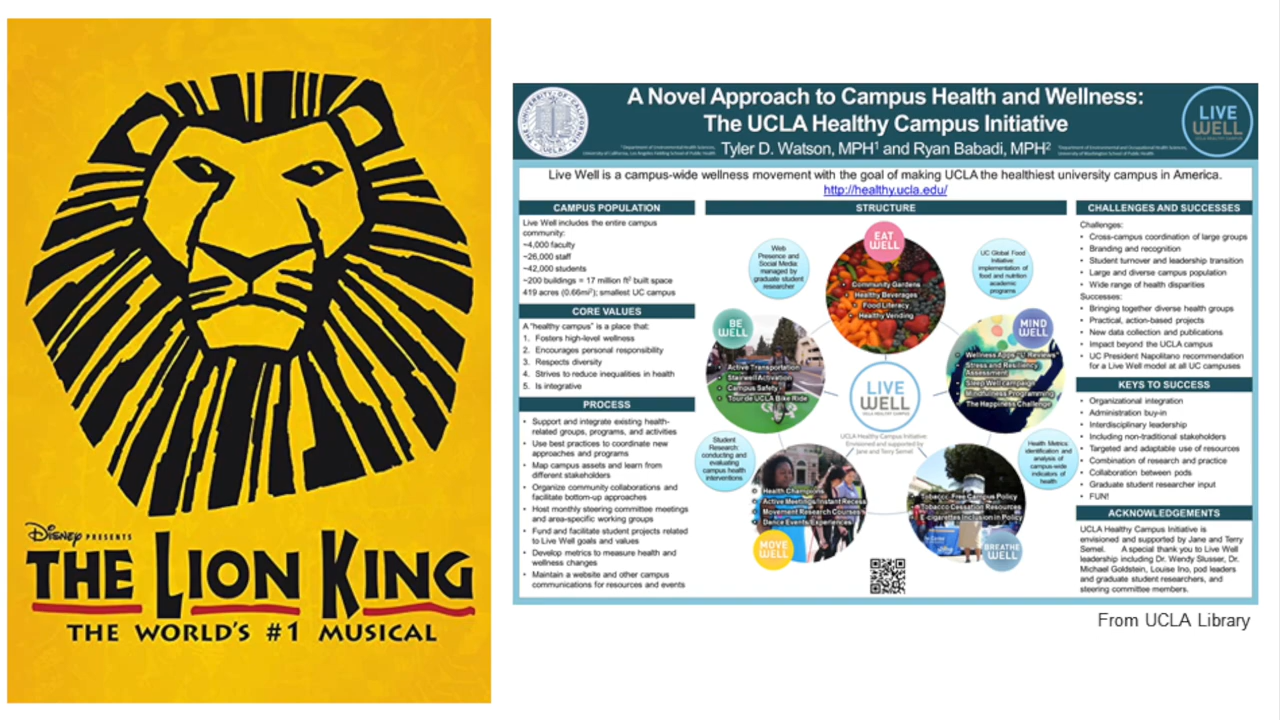 Disney PRESENTS
THE LION KING
THE WORLD'S #1 MUSICAL
A Novel Approach to Campus Health and Wellness:
The UCLA Healthy Campus Initiative
Tyler D. Watson, MPH1 and Ryan Babadi, MPH2
LIVE
WELL
Live Well is a campus-wide wellness movement with the goal of making UCLA the healthiest university campus in America.
http://healthy.ucla.edu/
CAMPUS POPULATION
Live Well includes the entire campus
community:
~4,000 faculty
~26,000 staff
~42,000 students
~200 buildings = 17 million ft2 built space
419 acres (0.66mi2); smallest UC campus
CORE VALUES
A "healthy campus" is a place that:
1. Fosters high-level wellness
2. Encourages personal responsibility
3. Respects diversity
4. Strives to reduce inequalities in health
5. Is integrative
PROCESS
• Support and integrate existing health-
related groups, programs, and activities
• Use best practices to coordinate new
approaches and programs
• Map campus assets and learn from
different stakeholders
• Organize community collaborations and
facilitate bottom-up approaches
• Host monthly steering committee meetings
and area-specific working groups
• Fund and facilitate student projects related
to Live Well goals and values
• Develop metrics to measure health and
wellness changes
• Maintain a website and other campus
communications for resources and events
STRUCTURE
Web
Presence and
Social Media:
managed by
graduate student
researcher
EAT
WELL
• Community Gardens
• Healthy Beverages
• Food Literacy
• Healthy Vending
UC Global Food
Initiative:
implementation of
food and nutrition
academic
programs
BE
WELL
• Active Transportation
• Stairwell Activation
• Campus Safety
• Tour de UCLA Bike Ride
MIND
WELL
• Wellness Apps "U Reviews"
• Stress and Resiliency
Assessment
• Sleep Well campaign
• Mindfulness Programming
• The Happiness Challenge
LIVE
WELL
UCLA HEALTHY CAMPUS
UCLA Healthy Campus Initiative
Envisioned and supported by
Jane and Terry Semel
Student
Research:
conducting and
evaluating
campus health
interventions
Health Metrics:
identification and
analysis of
campus-wide
indicators of
health
• Health Champions
• Active Meetings/Instant Recess
• Movement Research Courses
• Dance Events/Experiences
MOVE
WELL
• Tobacco Free Campus Policy
• Tobacco Cessation Resources
• E-cigarettes Inclusion in Policy
BREATHE
WELL
CHALLENGES AND SUCCESSES
Challenges:
• Cross-campus coordination of large groups
• Branding and recognition
• Student turnover and leadership transition
• Large and diverse campus population
• Wide range of health disparities
Successes:
• Bringing together diverse health groups
• Practical, action-based projects
• New data collection and publications
• Impact beyond the UCLA campus
• UC President Napolitano recommendation
for a Live Well model at all UC campuses
KEYS TO SUCCESS
• Organizational integration
• Administration buy-in
• Interdisciplinary leadership
• Including non-traditional stakeholders
• Targeted and adaptable use of resources
• Combination of research and practice
• Collaboration between pods
• Graduate student researcher input
• FUN!
ACKNOWLEDGEMENTS
UCLA Healthy Campus Initiative is
envisioned and supported by Jane and Terry
Semel. A special thank you to Live Well
leadership including Dr. Wendy Slusser, Dr.
Michael Goldstein, Louise Ino, pod leaders
and graduate student researchers, and
steering committee members.
From UCLA Library